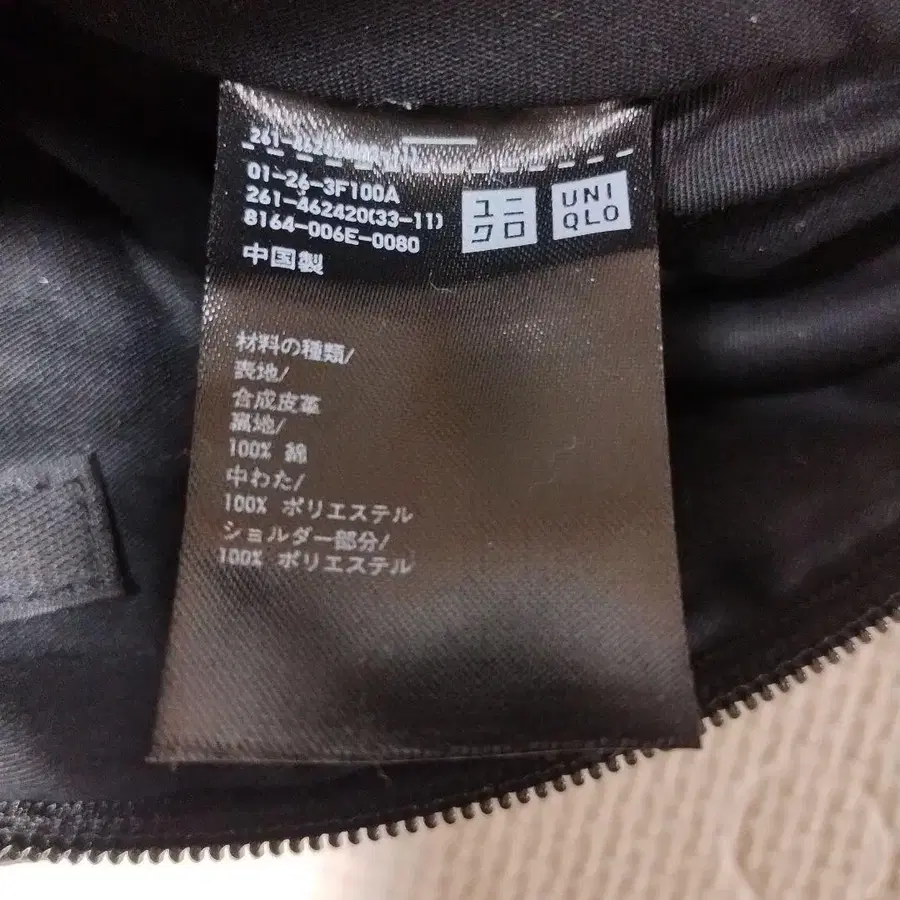 01-26-3F100A
261-462420(33-11)
8164-006E-0080
中国製
ユニ
クロ
UNI
QLO
材料の種類/
表地/
合成皮革
裏地/
100% 綿
中わた/
100% ポリエステル
ショルダー部分/
100% ポリエステル